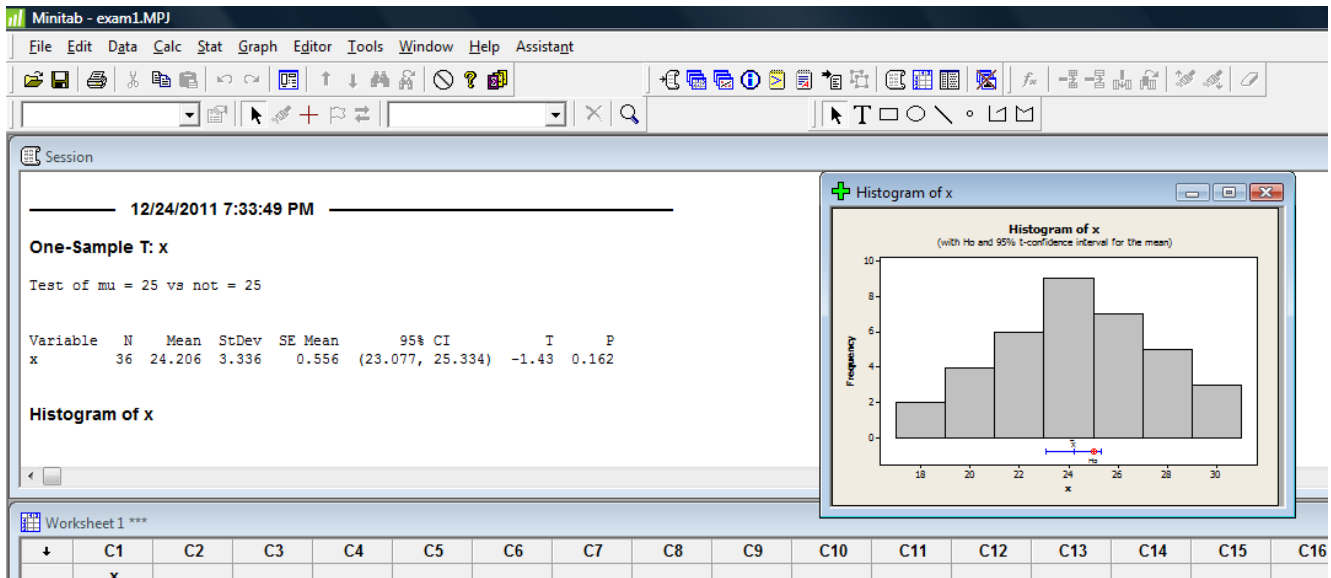 Minitab - exam1.MPJ
File Edit Data Calc Stat Graph Editor Tools Window Help Assistant
Session
12/24/2011 7:33:49 PM
One-Sample T: x
Test of mu = 25 vs not = 25
Variable N Mean StDev SE Mean 95% CI T P
x 36 24.206 3.336 0.556 (23.077, 25.334) -1.43 0.162
Histogram of x
Histogram of x
Histogram of x
(with Ho and 95% t-confidence interval for the mean)
10
8
6
4
2
0
Frequency
x
Ho
18 20 22 24 26 28 30
x
Worksheet 1 ***
C1 C2 C3 C4 C5 C6 C7 C8 C9 C10 C11 C12 C13 C14 C15 C16
x